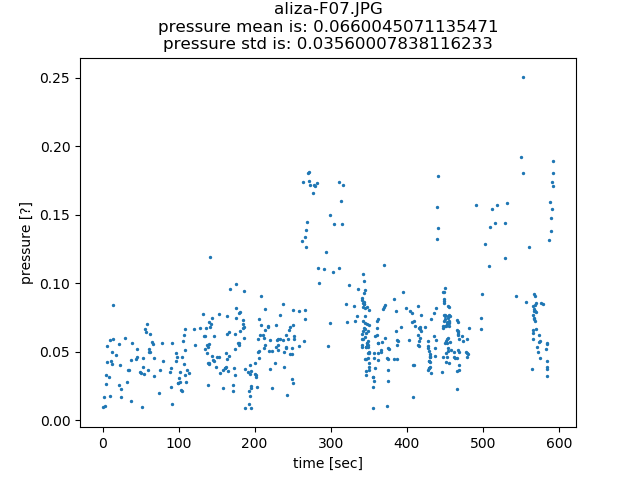 aliza-F07.JPG
pressure mean is: 0.0660045071135471
pressure std is: 0.03560007838116233
0.25
0.20
0.15
0.10
0.05
0.00
pressure [?]
0 100 200 300 400 500 600
time [sec]